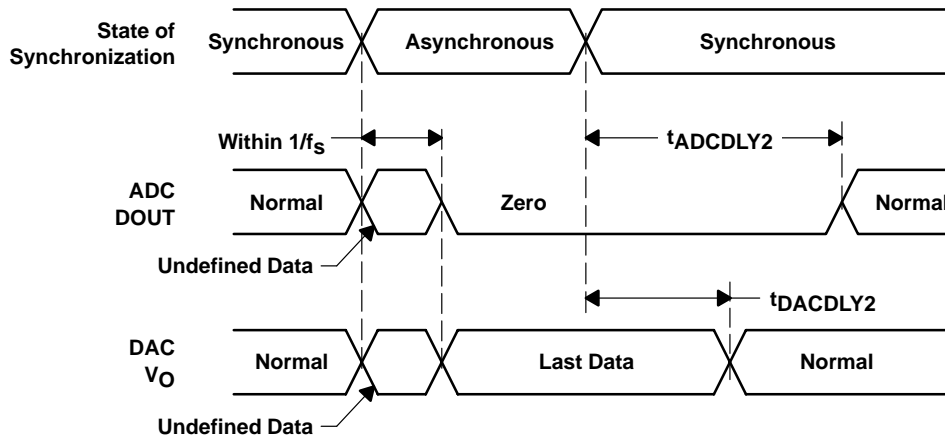 State of
Synchronization
Synchronous
Asynchronous
Synchronous
Within 1/fS
tADCDLY2
ADC
DOUT
Normal
Zero
Normal
Undefined Data
tDACDLY2
DAC
VO
Normal
Last Data
Normal
Undefined Data